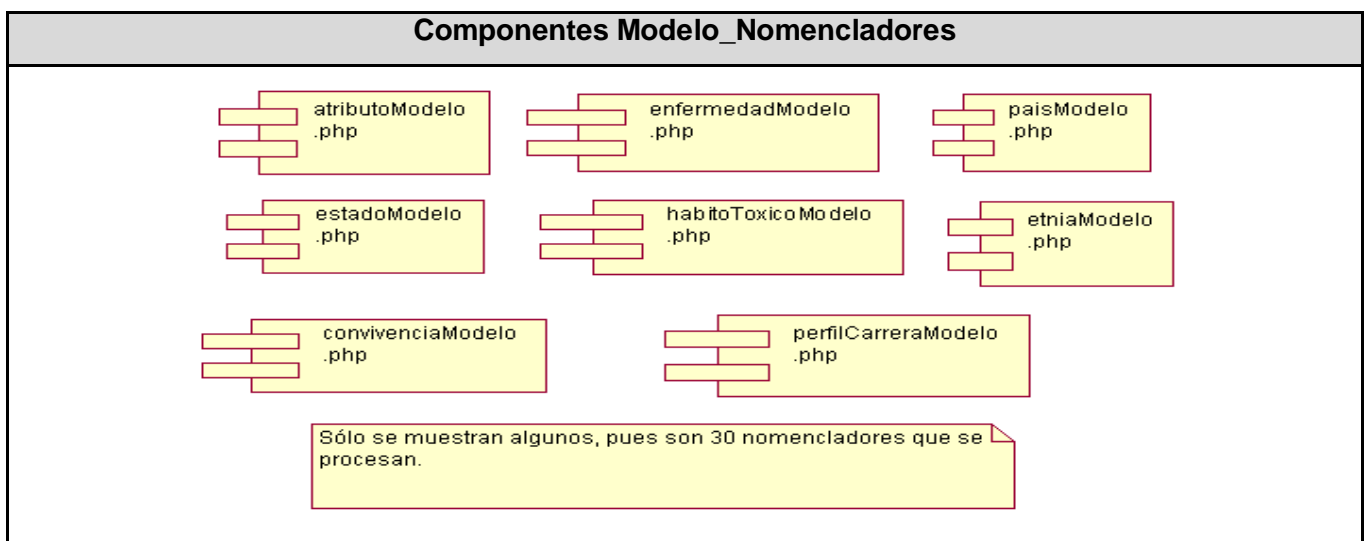 Componentes Modelo_Nomencladores
atributoModelo
.php
enfermedadModelo
.php
paisModelo
.php
estadoModelo
.php
habitoToxicoModelo
.php
etniaModelo
.php
convivenciaModelo
.php
perfilCarreraModelo
.php
Sólo se muestran algunos, pues son 30 nomencladores que se
procesan.